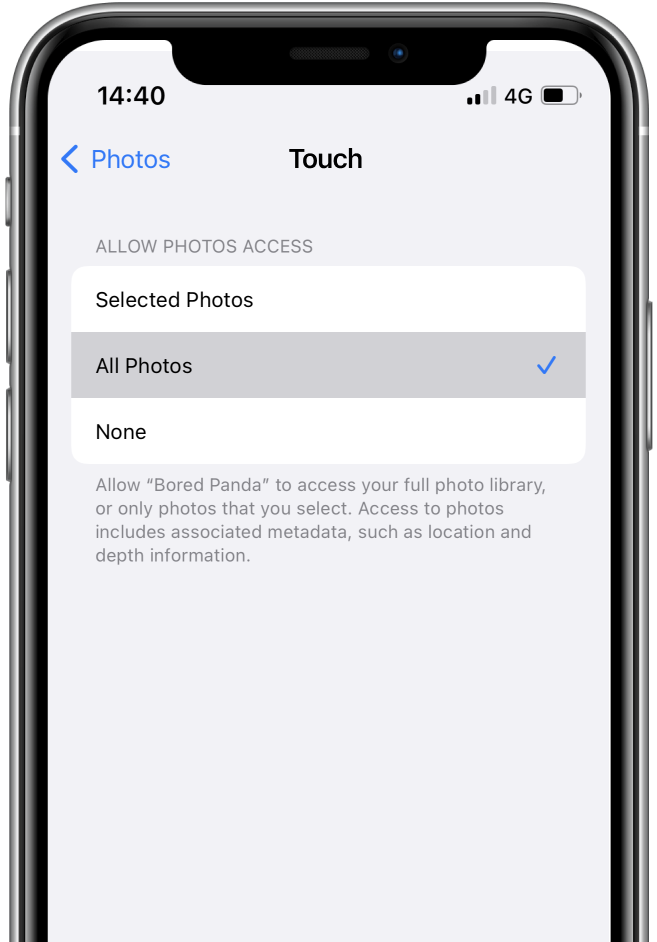 14:40
4G
Photos
Touch
ALLOW PHOTOS ACCESS
Selected Photos
All Photos
None
Allow “Bored Panda” to access your full photo library,
or only photos that you select. Access to photos
includes associated metadata, such as location and
depth information.